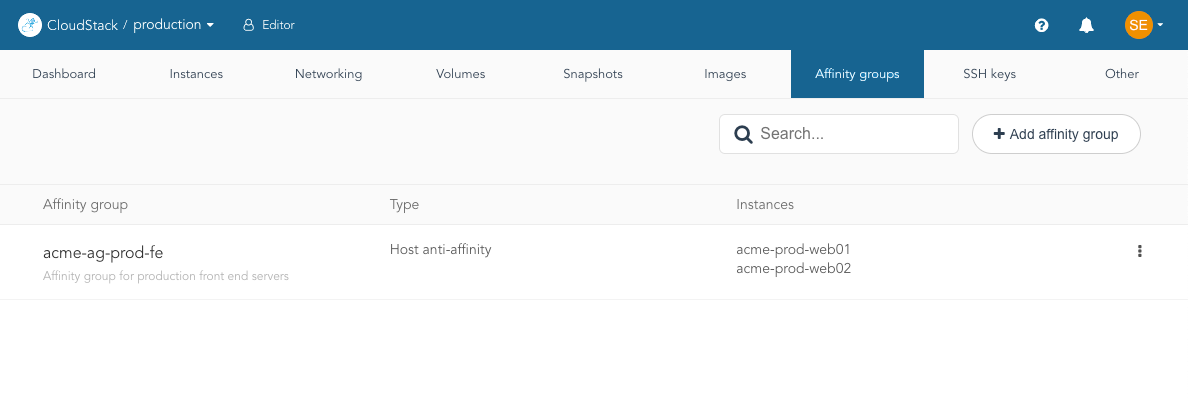 CloudStack / production Editor SE
Dashboard Instances Networking Volumes Snapshots Images Affinity groups SSH keys Other
Search... Add affinity group
Affinity group Type Instances
acme-ag-prod-fe Host anti-affinity acme-prod-web01
Affinity group for production front end servers acme-prod-web02